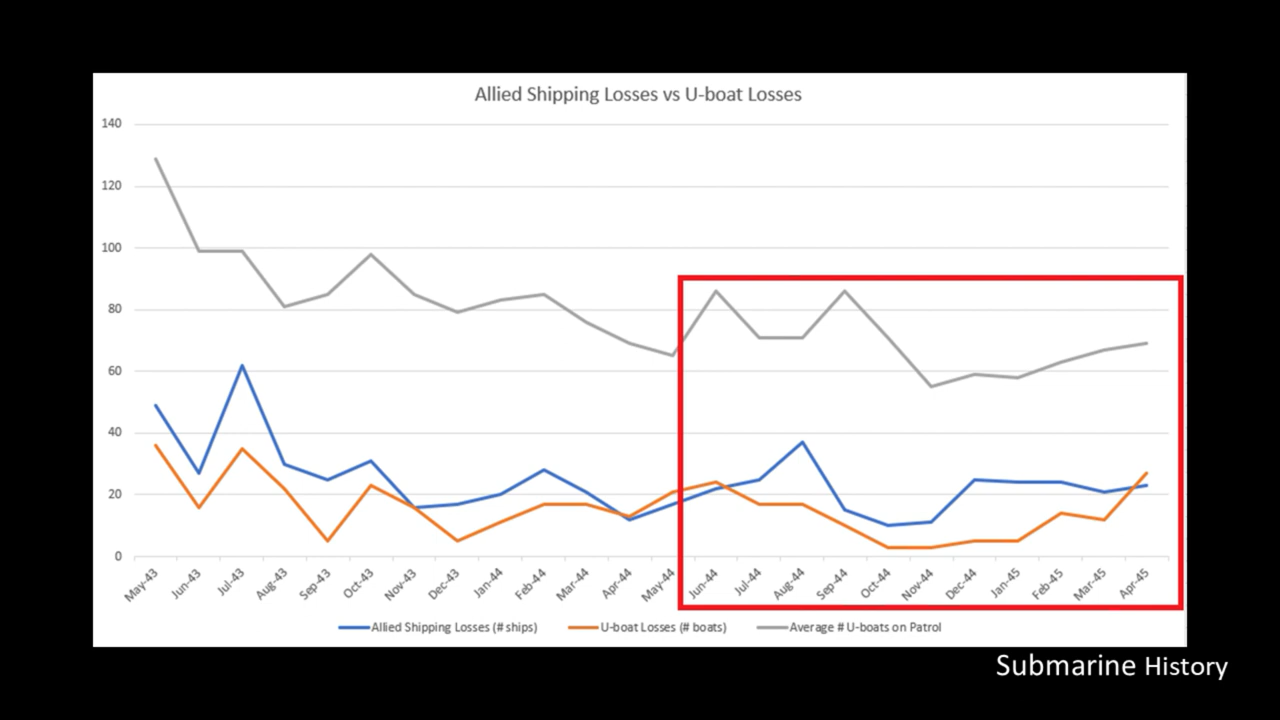 Allied Shipping Losses vs U-boat Losses
140
120
100
80
60
40
20
0
May-43 Jun-43 Jul-43 Aug-43 Sep-43 Oct-43 Nov-43 Dec-43 Jan-44 Feb-44 Mar-44 Apr-44 May-44 Jun-44 Jul-44 Aug-44 Sep-44 Oct-44 Nov-44 Dec-44 Jan-45 Feb-45 Mar-45 Apr-45
Allied Shipping Losses (# ships) U-boat Losses (# boats) Average # U-boats on Patrol
Submarine History